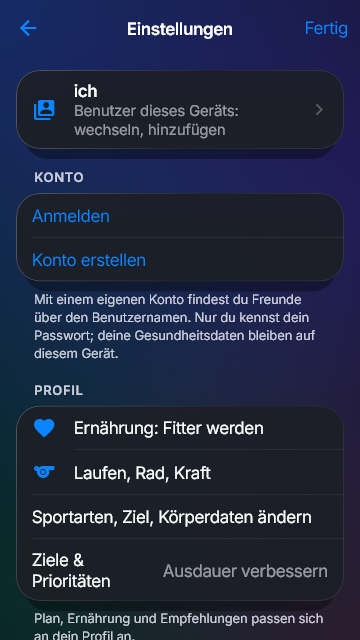 Einstellungen
Fertig
ich
Benutzer dieses Geräts:
wechseln, hinzufügen
KONTO
Anmelden
Konto erstellen
Mit einem eigenen Konto findest du Freunde
über den Benutzernamen. Nur du kennst dein
Passwort; deine Gesundheitsdaten bleiben auf
diesem Gerät.
PROFIL
Ernährung: Fitter werden
Laufen, Rad, Kraft
Sportarten, Ziel, Körperdaten ändern
Ziele &
Prioritäten
Ausdauer verbessern
Plan, Ernährung und Empfehlungen passen sich
an dein Profil an.